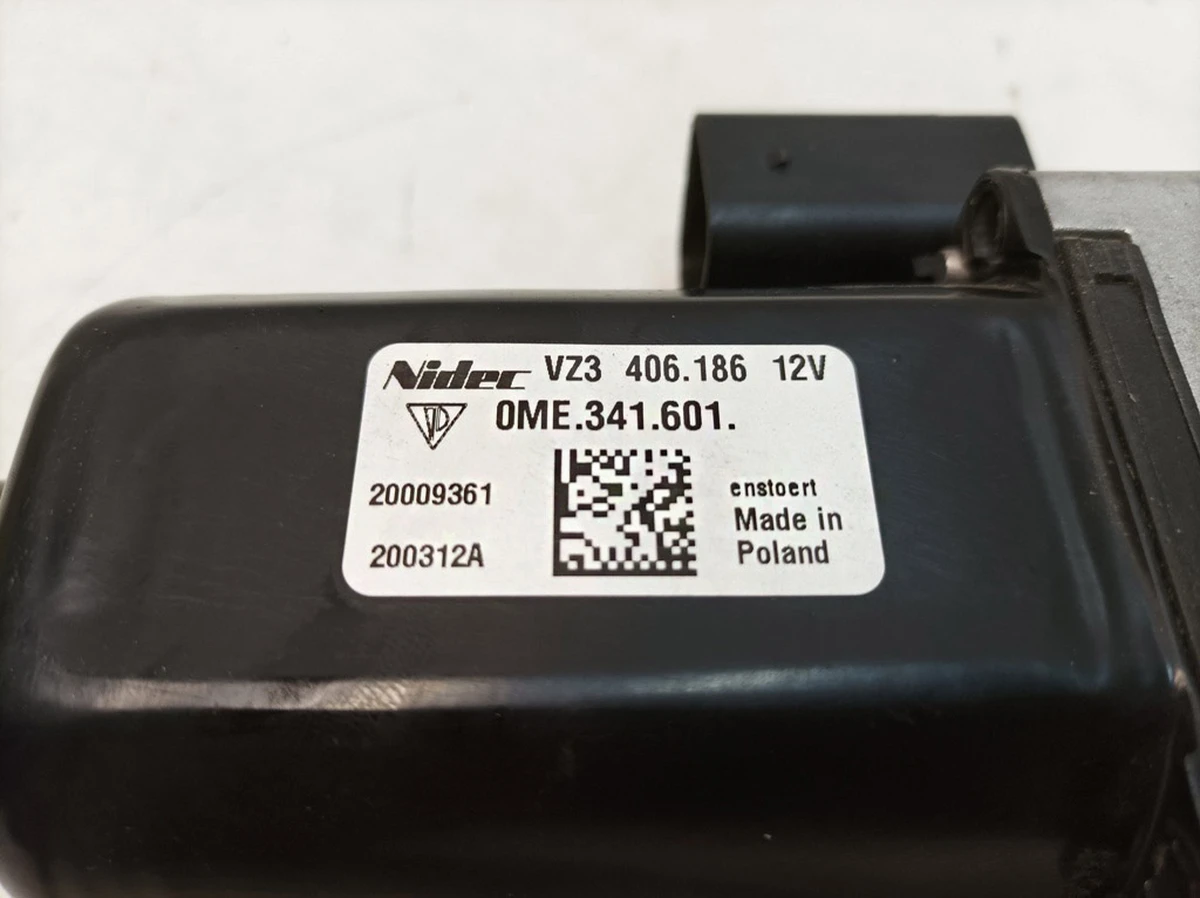 Nidec VZ3 406.186 12V
0ME.341.601.
20009361
enstoert
Made in
200312A
Poland